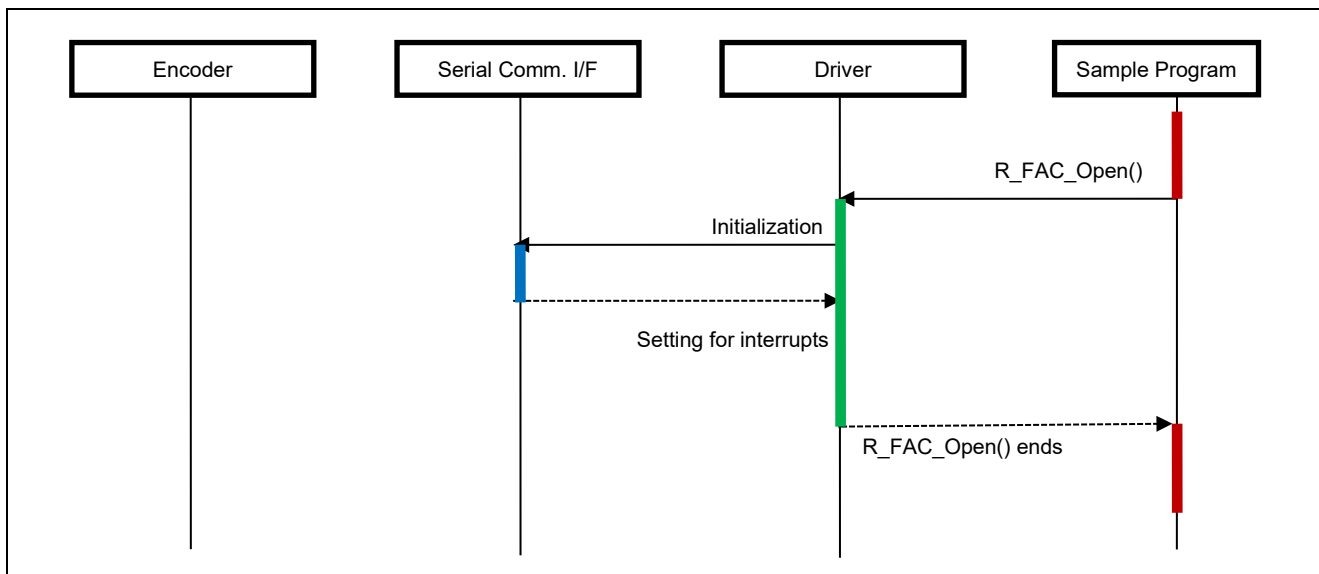 Encoder
Serial Comm. I/F
Driver
Sample Program
R_FAC_Open()
Initialization
Setting for interrupts
R_FAC_Open() ends